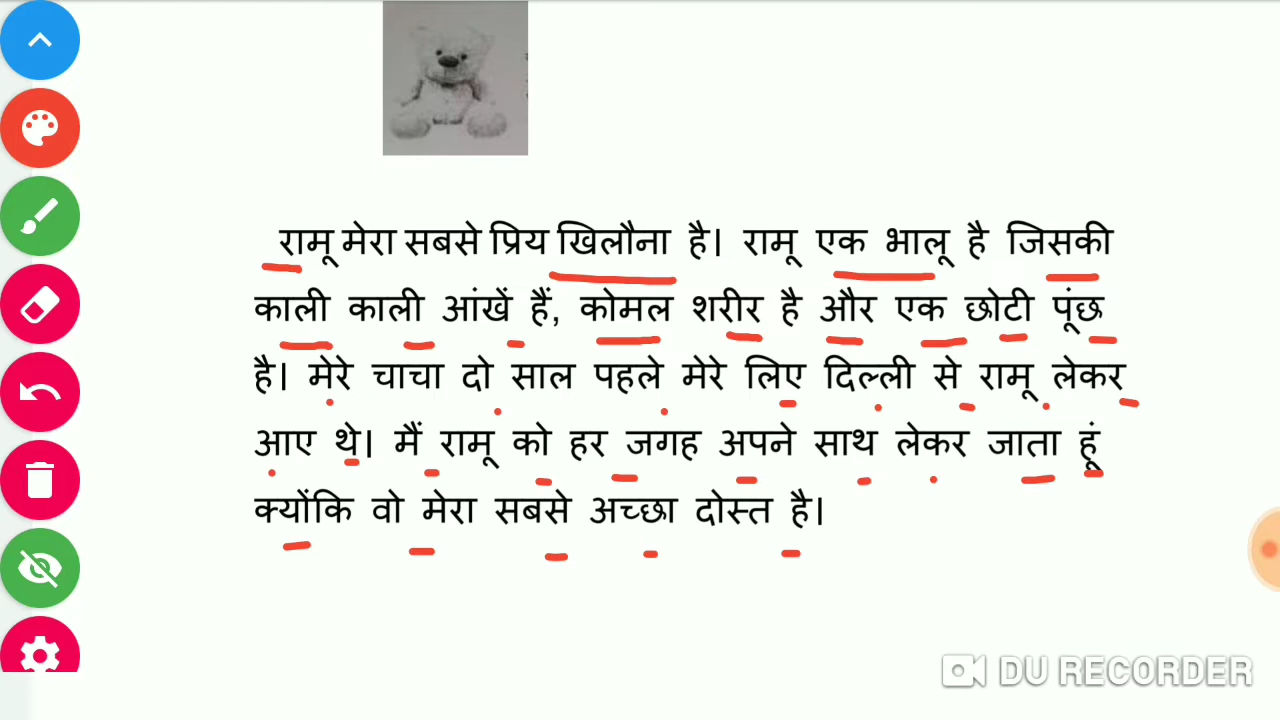 रामू मेरा सबसे प्रिय खिलौना है। रामू एक भालू है जिसकी
काली काली आंखें हैं, कोमल शरीर है और एक छोटी पूंछ
है। मेरे चाचा दो साल पहले मेरे लिए दिल्ली से रामू लेकर
आए थे। मैं रामू को हर जगह अपने साथ लेकर जाता हूं
क्योंकि वो मेरा सबसे अच्छा दोस्त है।
DU RECORDER